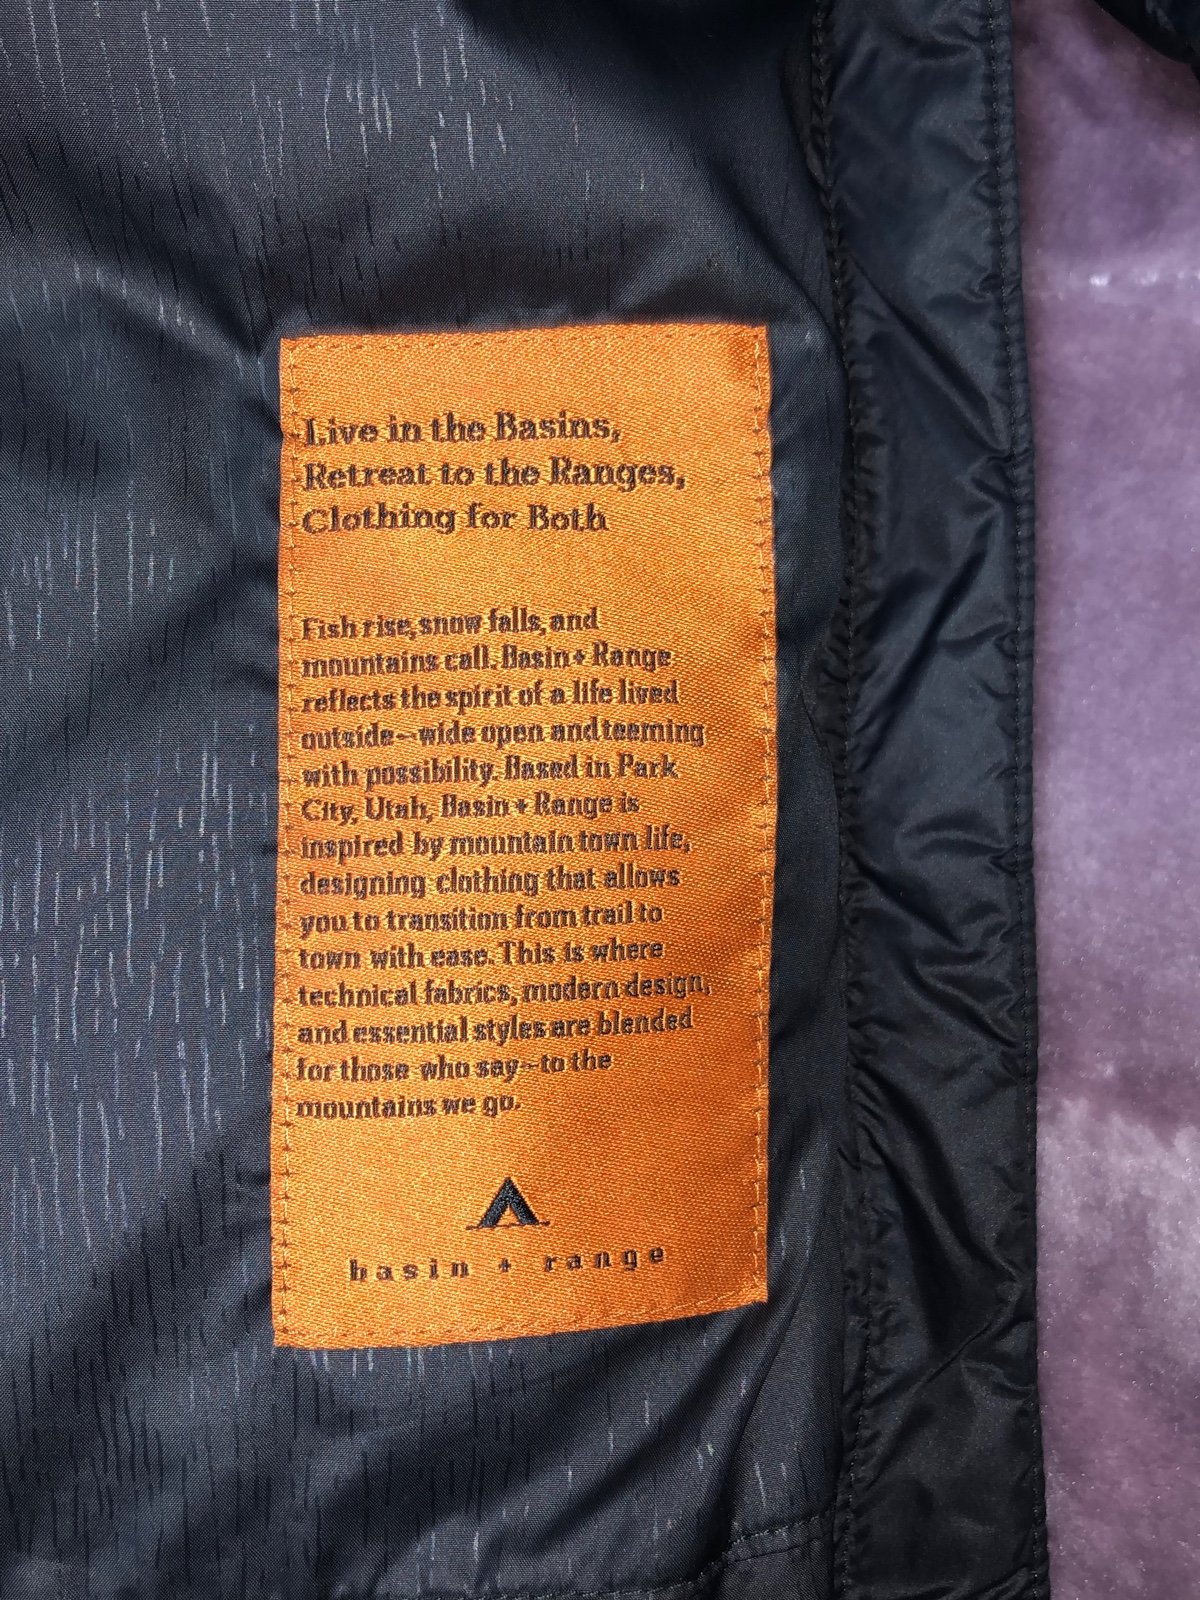 Live in the Basins,
Retreat to the Ranges,
Clothing for Both
Fish rise, snow falls, and
mountains call. Basin + Range
reflects the spirit of a life lived
outside—wide open and teeming
with possibility. Based in Park
City, Utah, Basin + Range is
inspired by mountain town life,
designing clothing that allows
you to transition from trail to
town with ease. This is where
technical fabrics, modern design,
and essential styles are blended
for those who say—to the
mountains we go.
basin + range